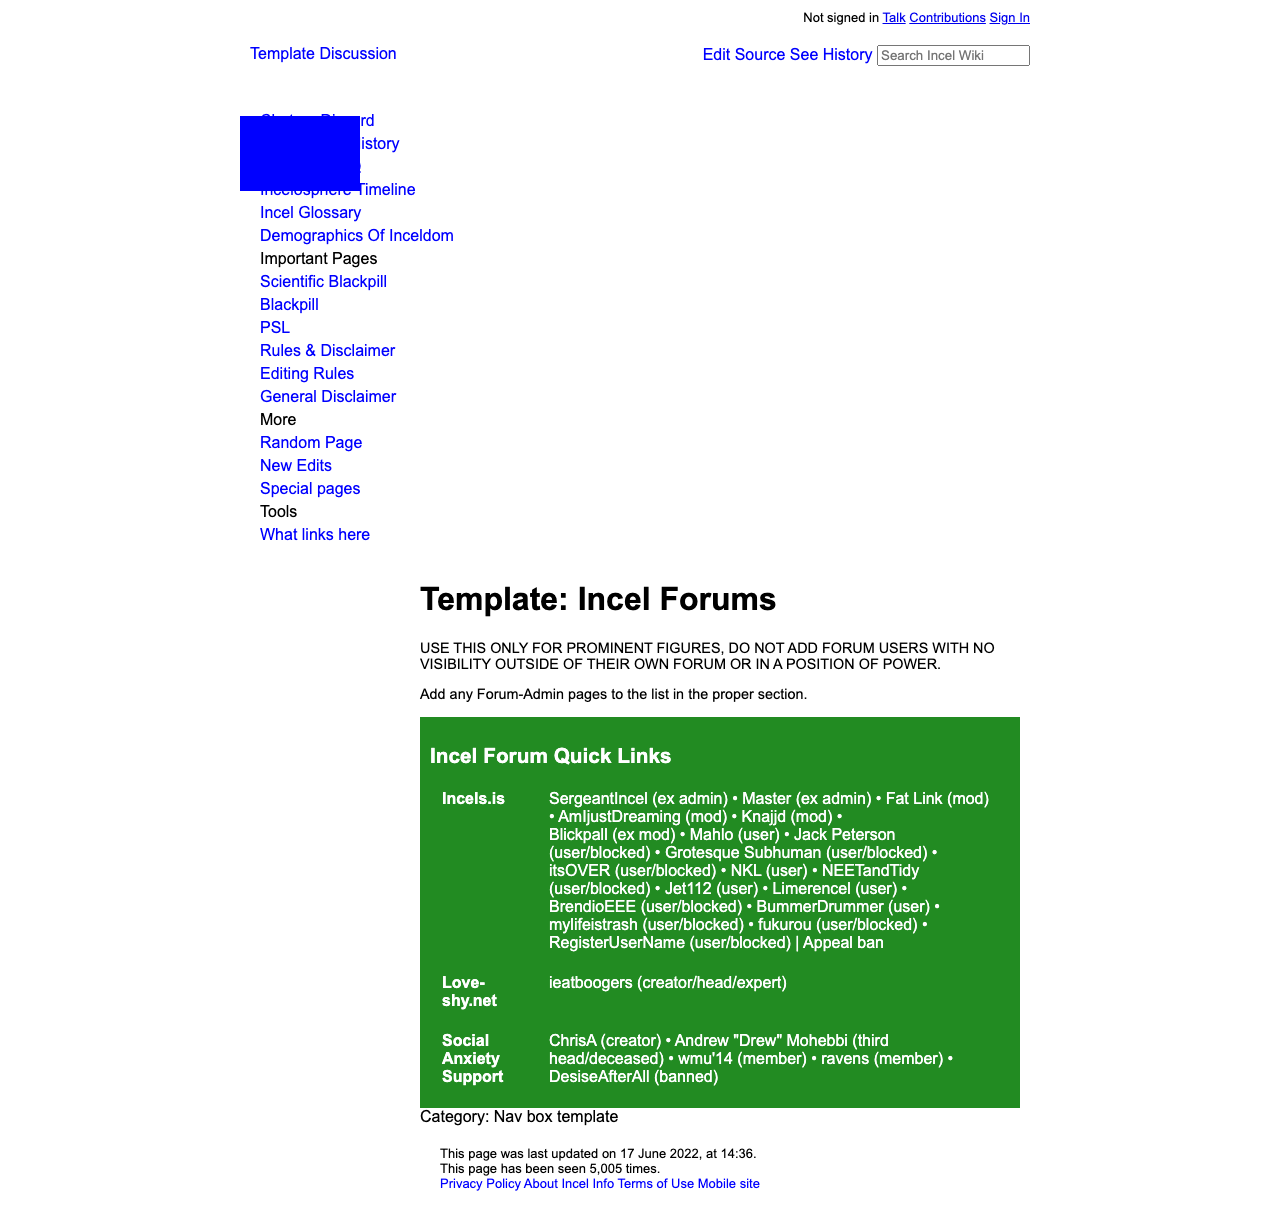 Not signed in Talk Contributions Sign In
Template Discussion
Edit Source See History Search Incel Wiki
Timeline
Incel Glossary
Demographics Of Inceldom
Important Pages
Scientific Blackpill
Blackpill
PSL
Rules & Disclaimer
Editing Rules
General Disclaimer
More
Random Page
New Edits
Special pages
Tools
What links here
Template: Incel Forums
USE THIS ONLY FOR PROMINENT FIGURES, DO NOT ADD FORUM USERS WITH NO
VISIBILITY OUTSIDE OF THEIR OWN FORUM OR IN A POSITION OF POWER.
Add any Forum-Admin pages to the list in the proper section.
Incel Forum Quick Links
Incels.is
SergeantIncel (ex admin) • Master (ex admin) • Fat Link (mod)
• AmIjustDreaming (mod) • Knajjd (mod) •
Blickpall (ex mod) • Mahlo (user) • Jack Peterson
(user/blocked) • Grotesque Subhuman (user/blocked) •
itsOVER (user/blocked) • NKL (user) • NEETandTidy
(user/blocked) • Jet112 (user) • Limerencel (user) •
BrendioEEE (user/blocked) • BummerDrummer (user) •
mylifeistrash (user/blocked) • fukurou (user/blocked) •
RegisterUserName (user/blocked) | Appeal ban
Love-
shy.net
ieatboogers (creator/head/expert)
Social
Anxiety
Support
ChrisA (creator) • Andrew "Drew" Mohebbi (third
head/deceased) • wmu'14 (member) • ravens (member) •
DesiseAfterAll (banned)
Category: Nav box template
This page was last updated on 17 June 2022, at 14:36.
This page has been seen 5,005 times.
Privacy Policy About Incel Info Terms of Use Mobile site